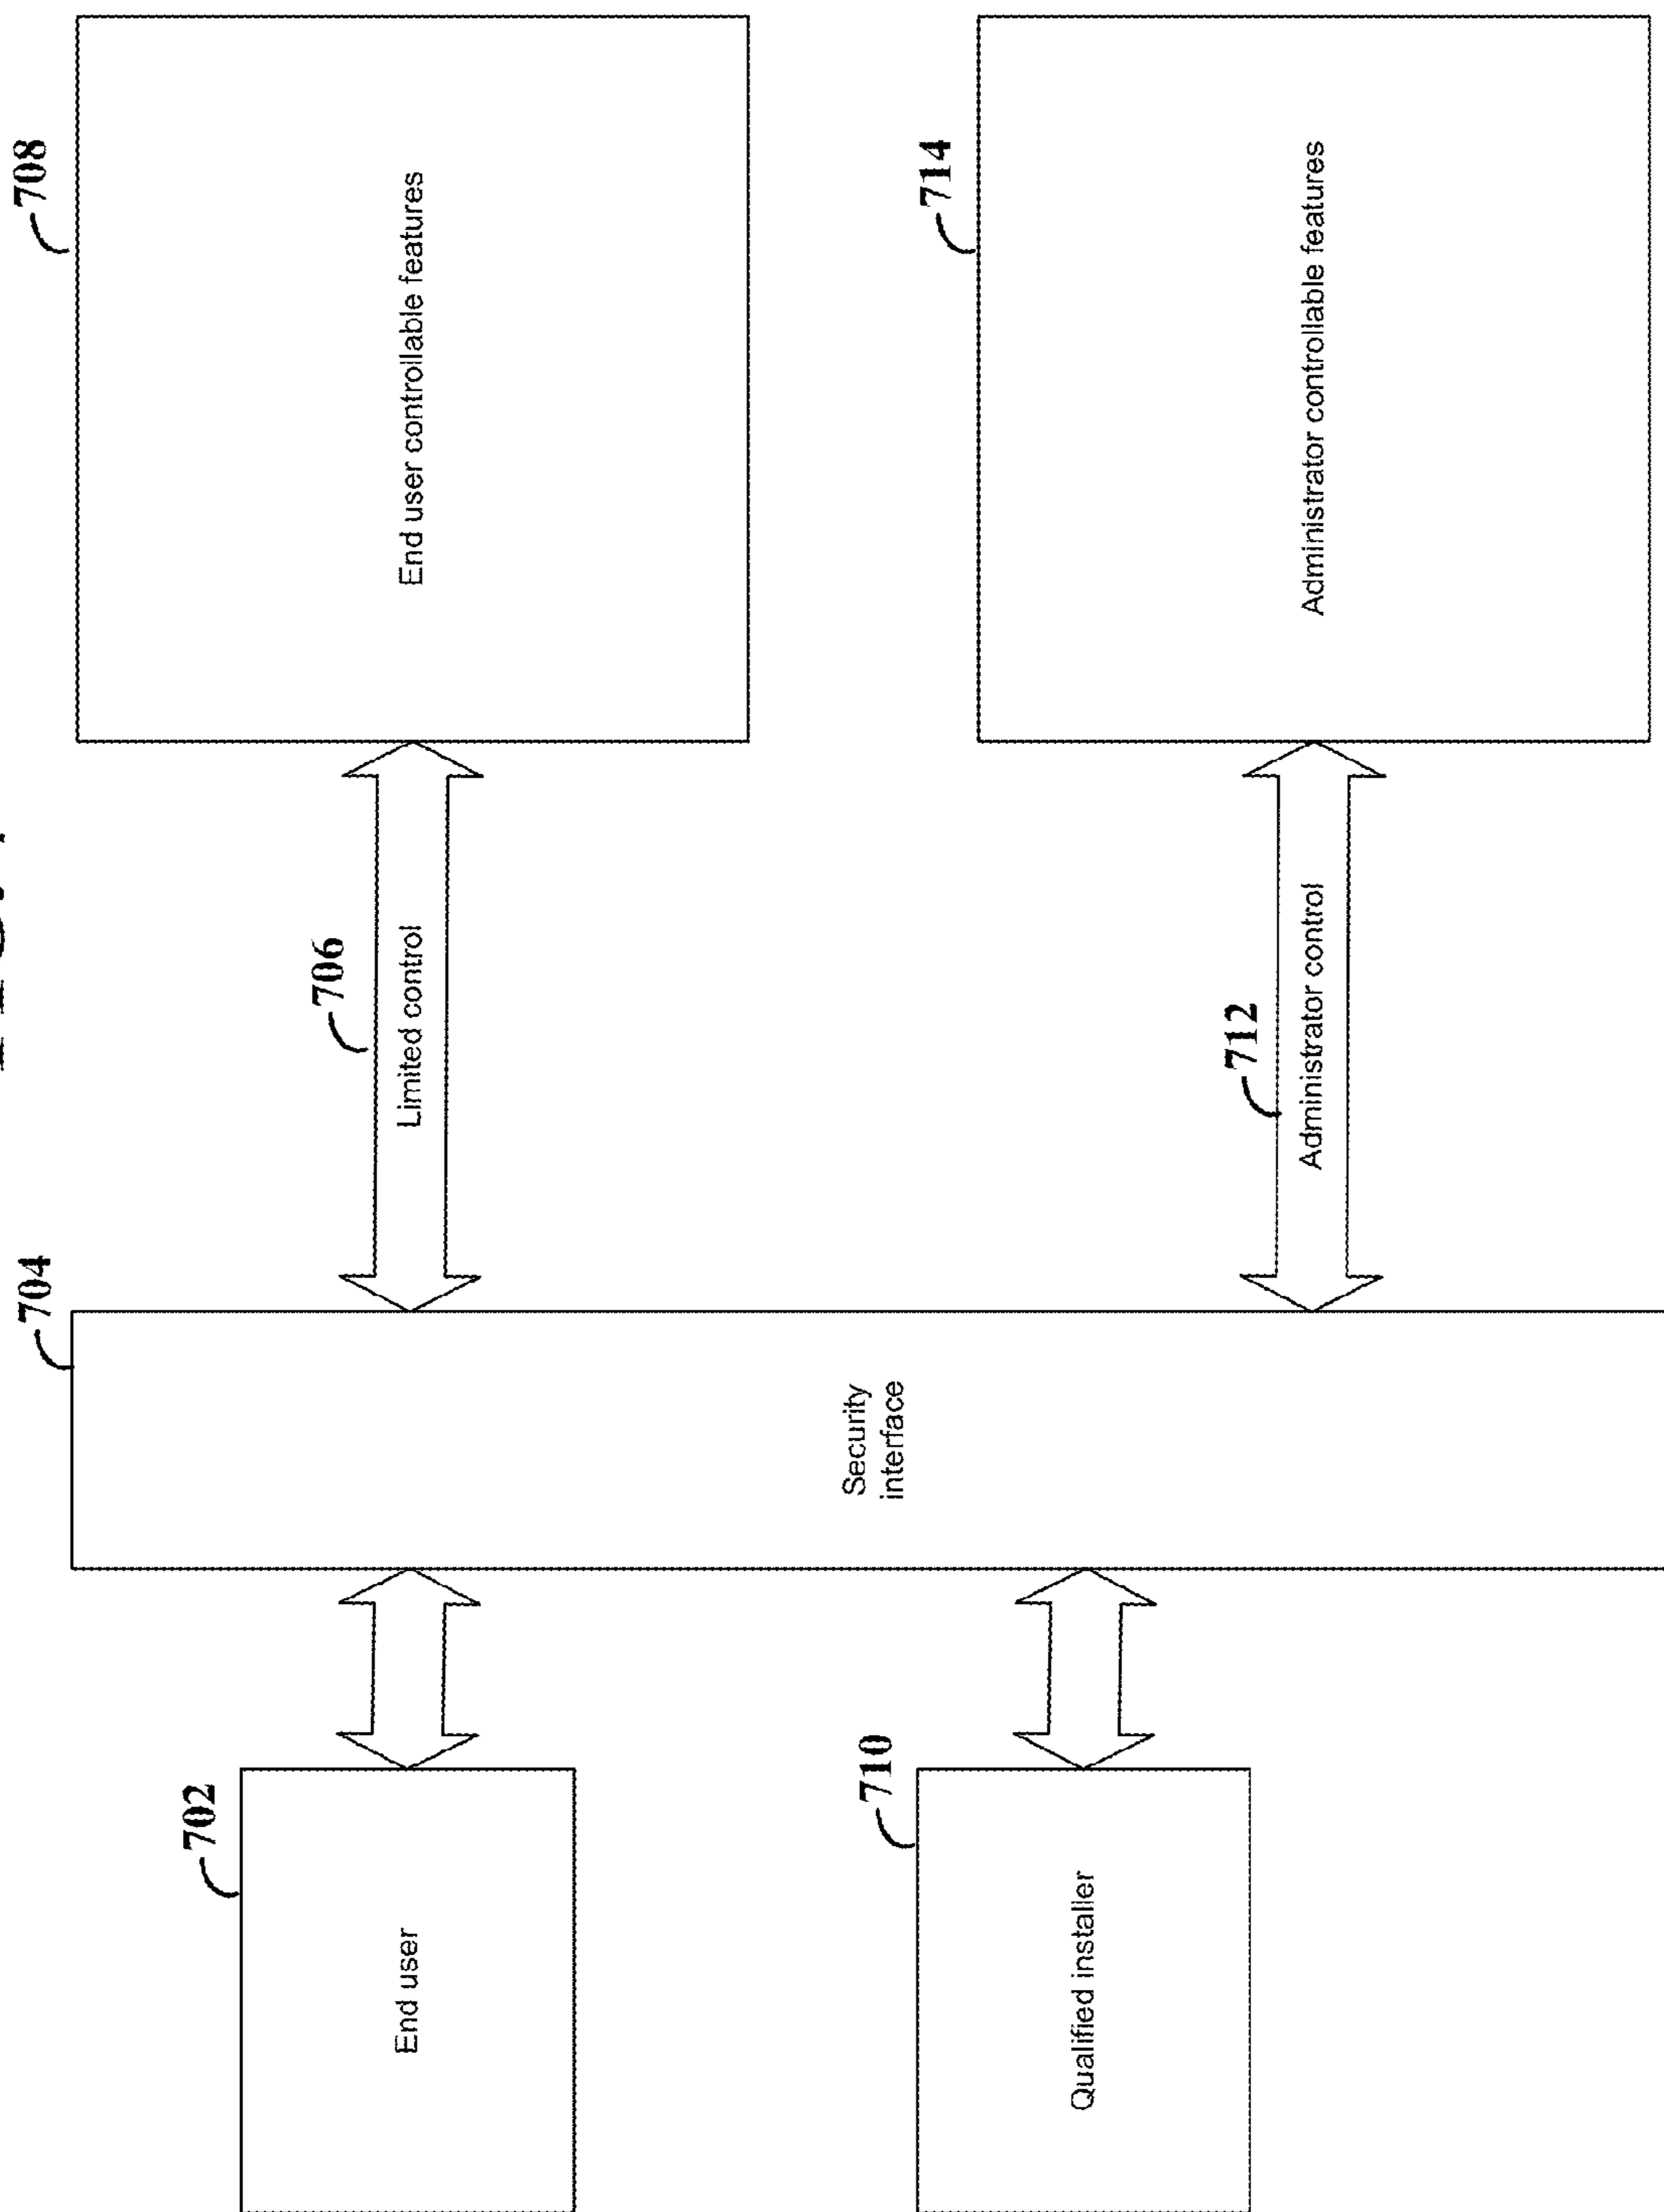 702
End user
704
Security
interface
706
Limited control
708
End user controllable features
710
Qualified installer
712
Administrator control
714
Administrator controllable features